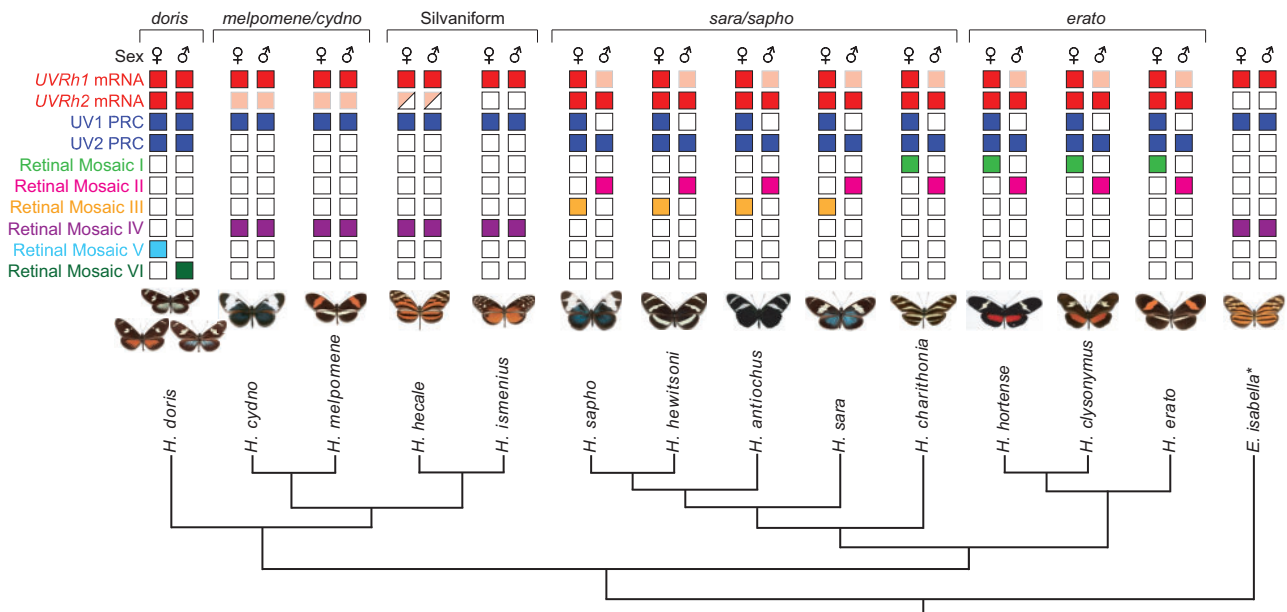 doris melpomene/cydno Silvaniform sara/sapho erato
Sex ♀ ♂ ♀ ♂ ♀ ♂ ♀ ♂ ♀ ♂ ♀ ♂ ♀ ♂ ♀ ♂ ♀ ♂ ♀ ♂ ♀ ♂ ♀ ♂ ♀ ♂ ♀ ♂
UVRh1 mRNA
UVRh2 mRNA
UV1 PRC
UV2 PRC
Retinal Mosaic I
Retinal Mosaic II
Retinal Mosaic III
Retinal Mosaic IV
Retinal Mosaic V
Retinal Mosaic VI
H. doris
H. cydno
H. melpomene
H. hecale
H. ismenius
H. sapho
H. hewitsoni
H. antiochus
H. sara
H. charithonia
H. hortense
H. clysonymus
H. erato
E. isabella*